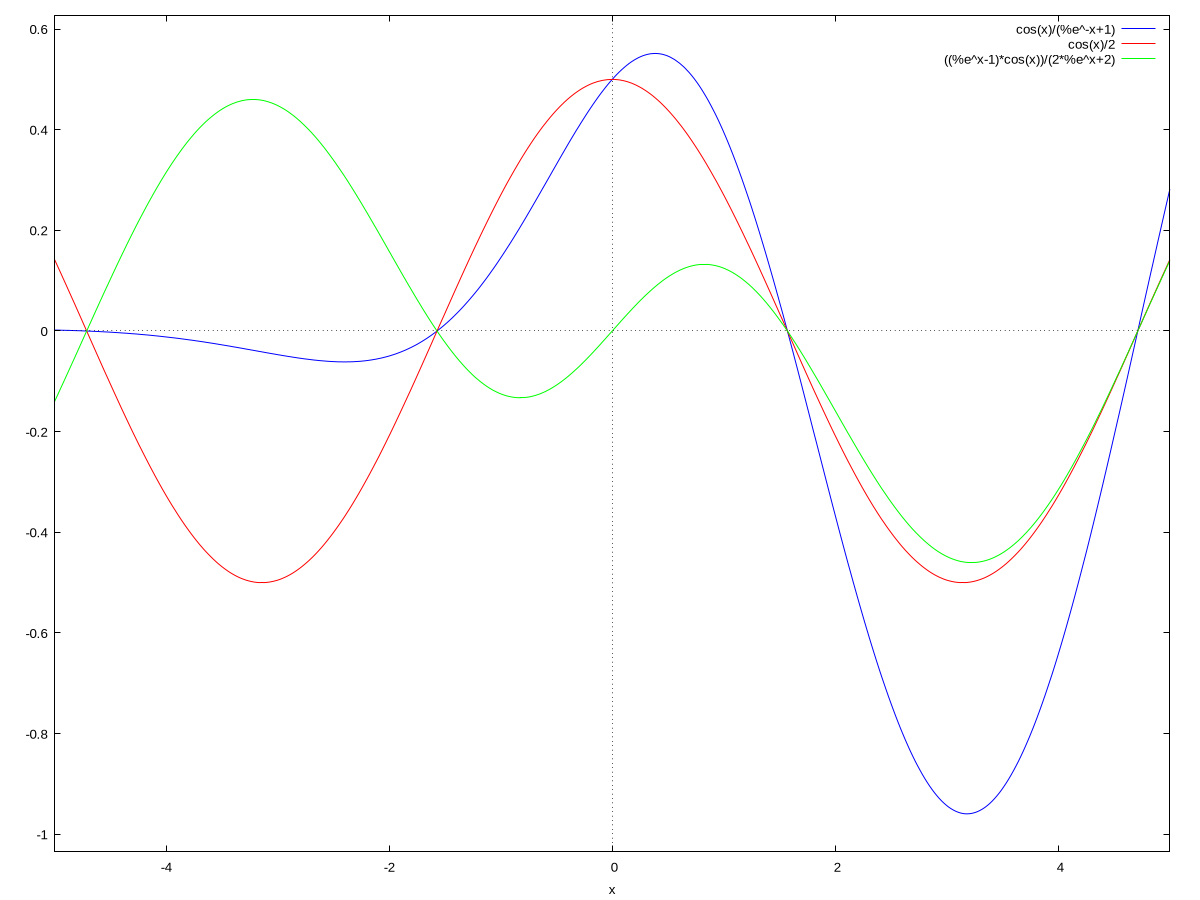 cos(x)/(%e^-x+1)
cos(x)/2
((%e^x-1)*cos(x))/(2*%e^x+2)
0.6
0.4
0.2
0
-0.2
-0.4
-0.6
-0.8
-1
-4 -2 0 2 4
x